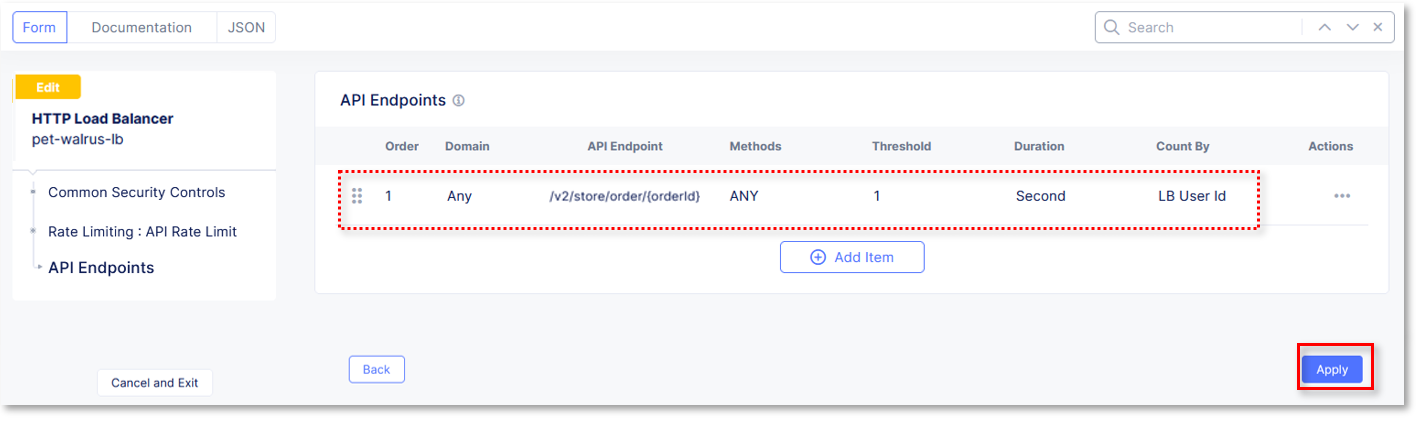 Form Documentation JSON Search
Edit
HTTP Load Balancer
pet-walrus-lb
Common Security Controls
Rate Limiting : API Rate Limit
API Endpoints
API Endpoints
Order Domain API Endpoint Methods Threshold Duration Count By Actions
1 Any /v2/store/order/{orderId} ANY 1 Second LB User Id
Add Item
Back
Cancel and Exit
Apply